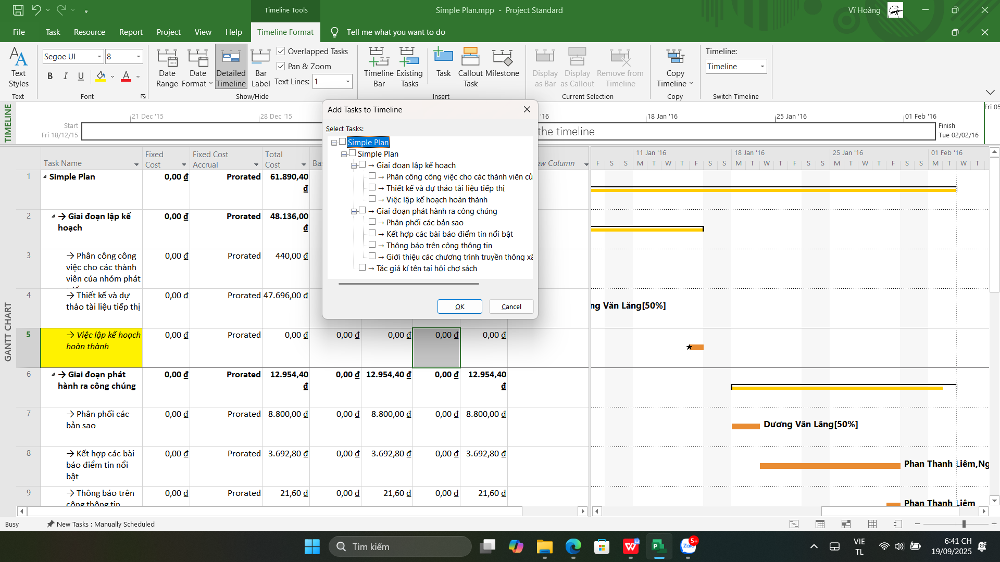 Timeline Tools
Simple Plan.mpp - Project Standard
Vĩ Hoàng
File Task Resource Report Project View Help Timeline Format Tell me what you want to do
Text Styles
Segoe UI 8
B I U A
Date Range
Date Format
Detailed Timeline
Bar Label
Overlapped Tasks
Pan & Zoom
Text Lines: 1
Timeline Bar
Existing Tasks
Task
Callout Task
Milestone
Display as Bar
Display as Callout
Remove from Timeline
Copy Timeline
Timeline:
Timeline
Text Font Show/Hide Insert Current Selection Copy Switch Timeline
TIMELINE
21 Dec '15 28 Dec '15 '16 18 Jan '16 25 Jan '16 01 Feb '16 Fri 05
Start
Fri 18/12/15
the timeline
Finish
Tue 02/02/16
Add Tasks to Timeline
Select Tasks:
Simple Plan
Simple Plan
→ Giai đoạn lập kế hoạch
→ Phân công công việc cho các thành viên củ
→ Thiết kế và dự thảo tài liệu tiếp thị
→ Việc lập kế hoạch hoàn thành
→ Giai đoạn phát hành ra công chúng
→ Phân phối các bản sao
→ Kết hợp các bài báo điểm tin nổi bật
→ Thông báo trên công thông tin
→ Giới thiệu các chương trình truyền thông xã
→ Tác giả kí tên tại hội chợ sách
OK Cancel
GANTT CHART
Task Name Fixed Cost Fixed Cost Accrual Total Cost Bas ew Column
11 Jan '16 18 Jan '16 25 Jan '16 01 Feb '16
F S S M T W T F S S M T W T F S S M T W T F S S M T W T
1 Simple Plan 0,00 ₫ Prorated 61.890,40 ₫
2 → Giai đoạn lập kế hoạch 0,00 ₫ Prorated 48.136,00 ₫
3 → Phân công công việc cho các thành viên của nhóm phát 0,00 ₫ Prorated 440,00 ₫
4 → Thiết kế và dự thảo tài liệu tiếp thị 0,00 ₫ Prorated 47.696,00 ₫
ng Văn Lăng[50%]
5 → Việc lập kế hoạch hoàn thành 0,00 ₫ Prorated 0,00 ₫ 0,00 ₫ 0,00 ₫ 0,00 ₫ 0,00 ₫
6 → Giai đoạn phát hành ra công chúng 0,00 ₫ Prorated 12.954,40 ₫ 0,00 ₫ 12.954,40 ₫ 0,00 ₫ 12.954,40 ₫
7 → Phân phối các bản sao 0,00 ₫ Prorated 8.800,00 ₫ 0,00 ₫ 8.800,00 ₫ 0,00 ₫ 8.800,00 ₫
Dương Văn Lăng[50%]
8 → Kết hợp các bài báo điểm tin nổi bật 0,00 ₫ Prorated 3.692,80 ₫ 0,00 ₫ 3.692,80 ₫ 0,00 ₫ 3.692,80 ₫
Phan Thanh Liêm,Ng
9 → Thông báo trên công thông tin 0,00 ₫ Prorated 21,60 ₫ 0,00 ₫ 21,60 ₫ 0,00 ₫ 21,60 ₫
Phan Thanh Liêm
Busy New Tasks : Manually Scheduled
Tìm kiếm
Zalo
5+
VIE
TL
6:41 CH
19/09/2025